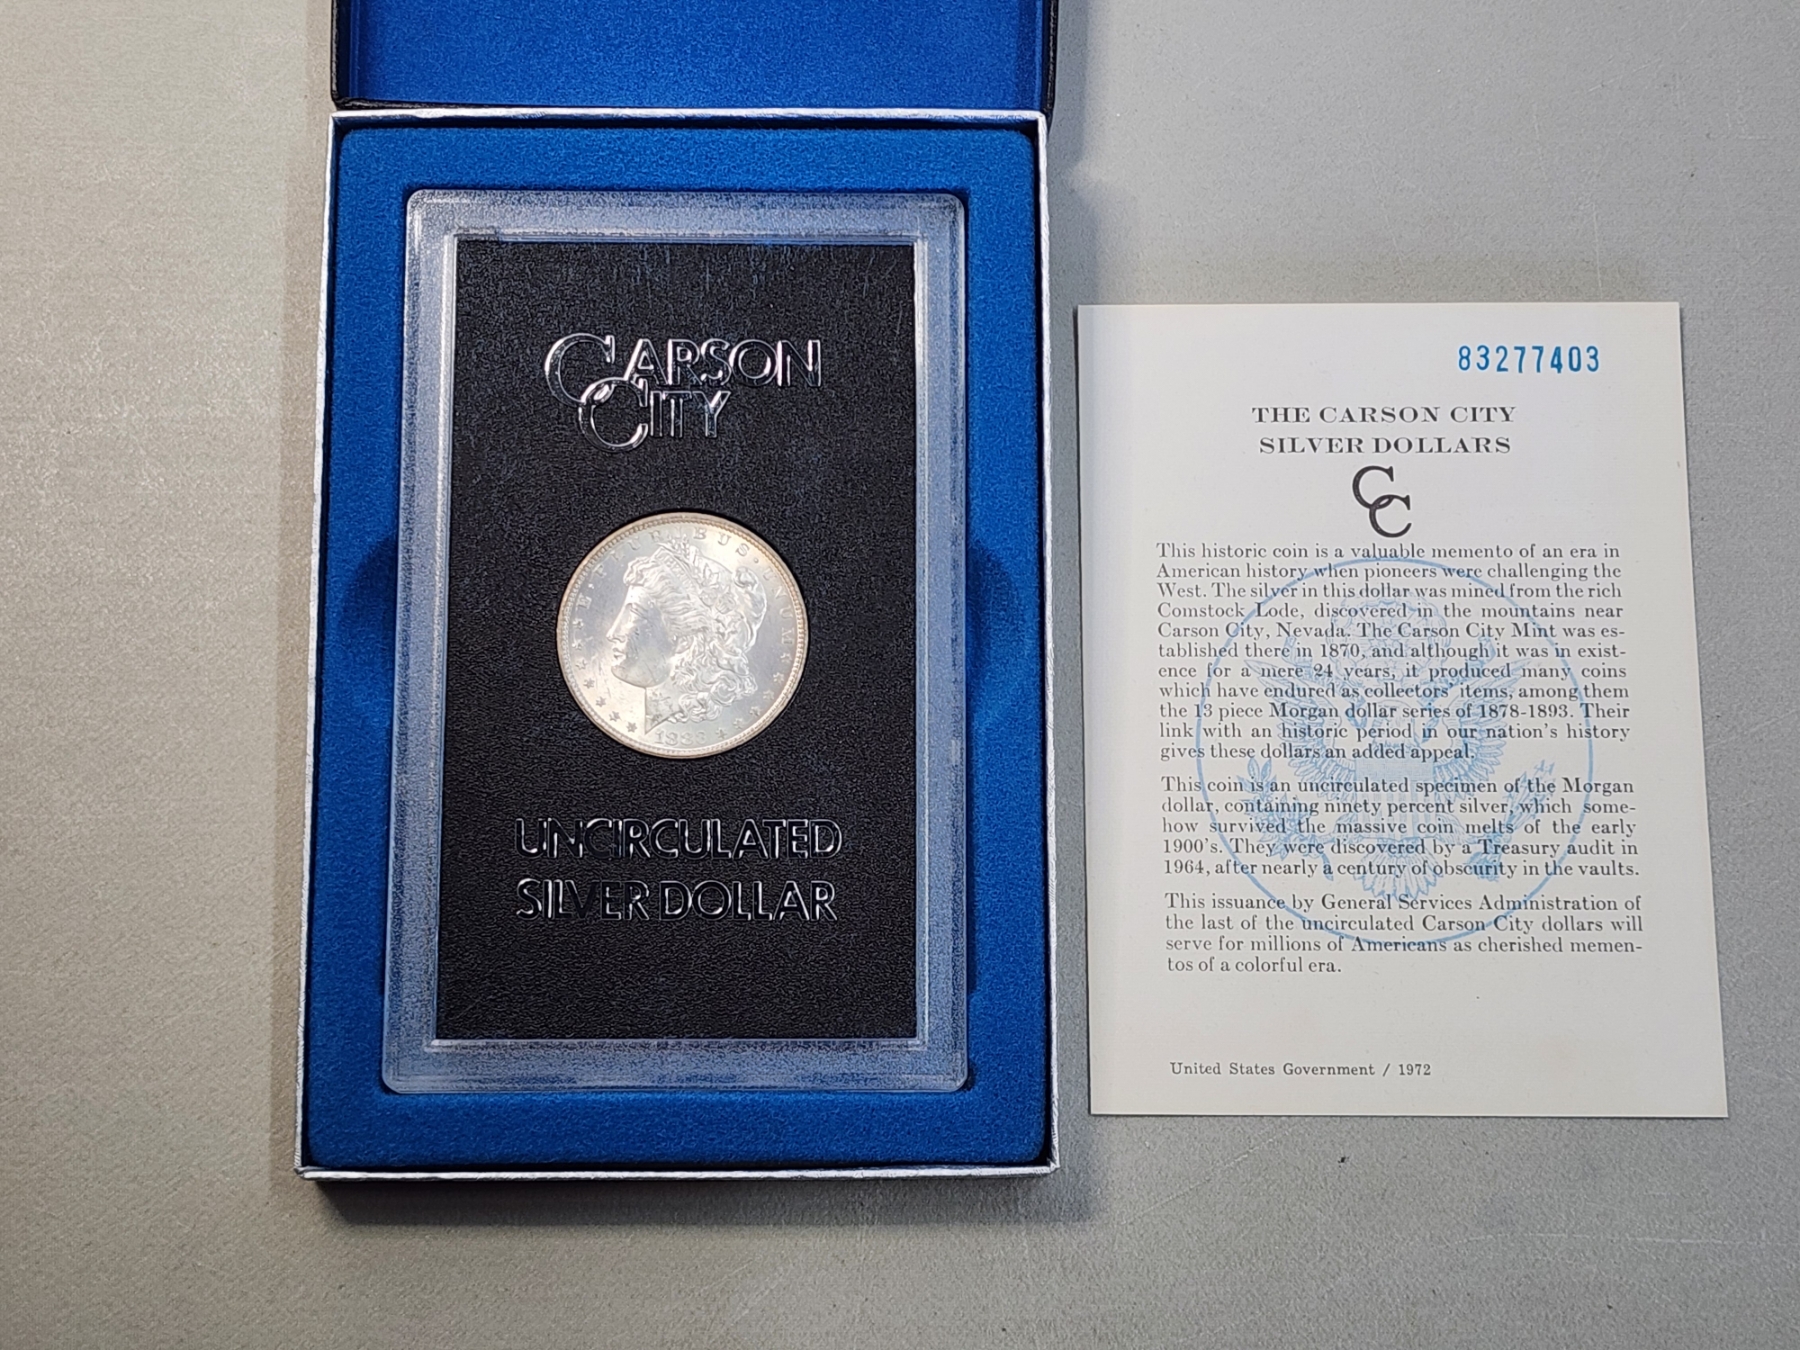 CARSON
CITY
UNCIRCULATED
SILVER DOLLAR
83277403
THE CARSON CITY
SILVER DOLLARS
CC
This historic coin is a valuable memento of an era in
American history when pioneers were challenging the
West. The silver in this dollar was mined from the rich
Comstock Lode, discovered in the mountains near
Carson City, Nevada. The Carson City Mint was es-
tablished there in 1870, and although it was in exist-
ence for a mere 24 years, it produced many coins
which have endured as collectors' items, among them
the 13 piece Morgan dollar series of 1878-1893. Their
link with an historic period in our nation's history
gives these dollars an added appeal.
This coin is an uncirculated specimen of the Morgan
dollar, containing ninety percent silver, which some-
how survived the massive coin melts of the early
1900's. They were discovered by a Treasury audit in
1964, after nearly a century of obscurity in the vaults.
This issuance by General Services Administration of
the last of the uncirculated Carson City dollars will
serve for millions of Americans as cherished memen-
tos of a colorful era.
United States Government / 1972